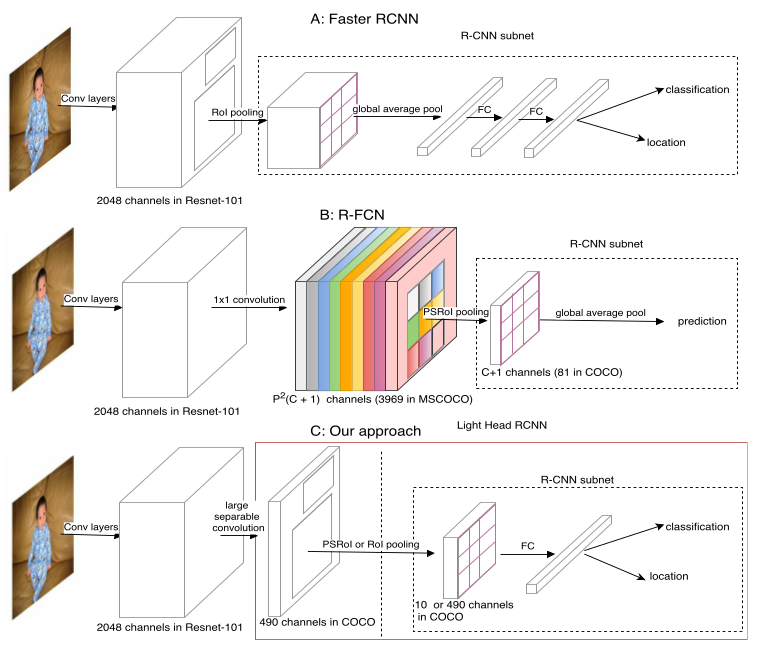 A: Faster RCNN
R-CNN subnet
Conv layers
RoI pooling
global average pool
FC
FC
classification
location
2048 channels in Resnet-101
B: R-FCN
R-CNN subnet
Conv layers
1x1 convolution
PSRoI pooling
global average pool
prediction
C+1 channels (81 in COCO)
P²(C + 1) channels (3969 in MSCOCO)
2048 channels in Resnet-101
C: Our approach
Light Head RCNN
R-CNN subnet
Conv layers
large
separable
convolution
PSRoI or RoI pooling
FC
classification
location
10 or 490 channels
in COCO
490 channels in COCO
2048 channels in Resnet-101